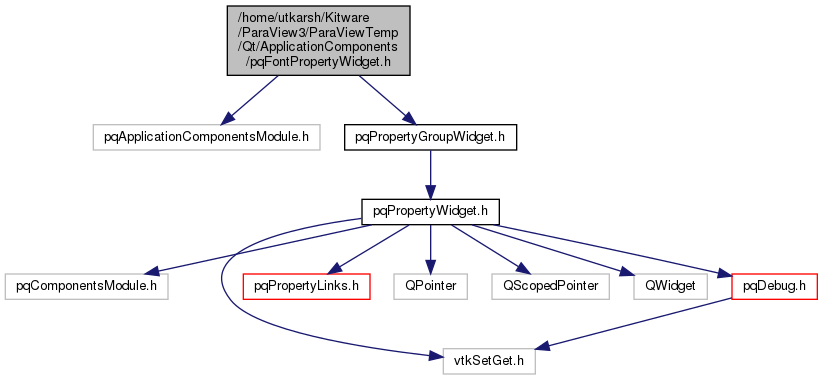 /home/utkarsh/Kitware
/ParaView3/ParaViewTemp
/Qt/ApplicationComponents
/pqFontPropertyWidget.h
pqApplicationComponentsModule.h
pqPropertyGroupWidget.h
pqPropertyWidget.h
pqComponentsModule.h
pqPropertyLinks.h
QPointer
QScopedPointer
QWidget
pqDebug.h
vtkSetGet.h